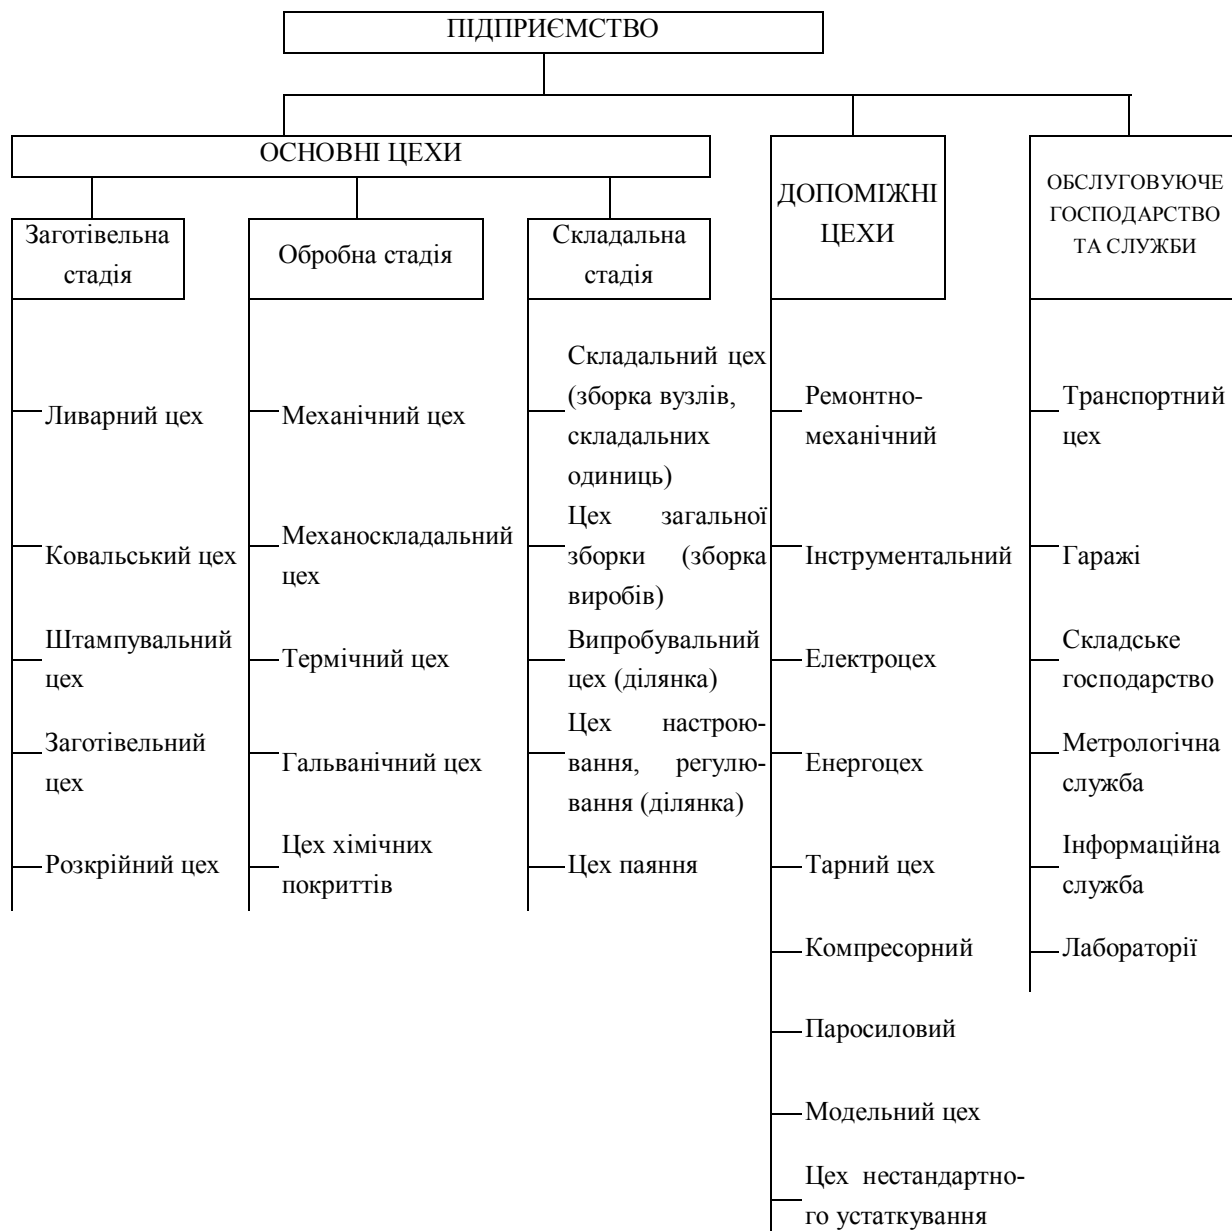 ПІДПРИЄМСТВО
ОСНОВНІ ЦЕХИ
Заготівельна
стадія
Ливарний цех
Ковальський цех
Штампувальний
цех
Заготівельний
цех
Розкрійний цех
Обробна стадія
Механічний цех
Механоскладальний
цех
Термічний цех
Гальванічний цех
Цех хімічних
покриттів
Складальна
стадія
Складальний цех
(зборка вузлів,
складальних
одиниць)
Цех загальної
зборки (зборка
виробів)
Випробувальний
цех (ділянка)
Цех настрою-
вання, регулю-
вання (ділянка)
Цех паяння
ДОПОМІЖНІ
ЦЕХИ
Ремонтно-
механічний
Інструментальний
Електроцех
Енергоцех
Тарний цех
Компресорний
Паросиловий
Модельний цех
Цех нестандартно-
го устаткування
ОБСЛУГОВУЮЧЕ
ГОСПОДАРСТВО
ТА СЛУЖБИ
Транспортний
цех
Гаражі
Складське
господарство
Метрологічна
служба
Інформаційна
служба
Лабораторії